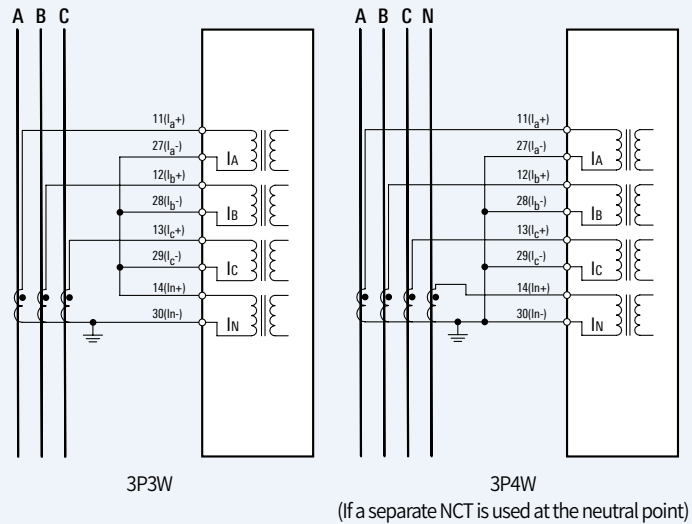 A B C
11(Ia+)
27(Ia-)
IA
12(Ib+)
28(Ib-)
IB
13(Ic+)
29(Ic-)
IC
14(In+)
30(In-)
IN
3P3W
A B C N
11(Ia+)
27(Ia-)
IA
12(Ib+)
28(Ib-)
IB
13(Ic+)
29(Ic-)
IC
14(In+)
30(In-)
IN
3P4W
(If a separate NCT is used at the neutral point)